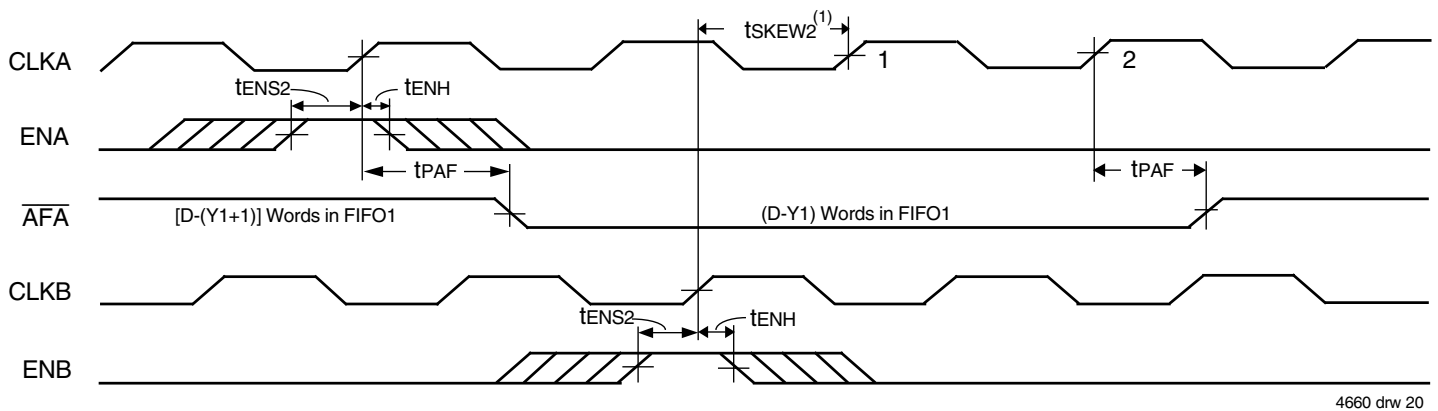 tSKEW2(1)
CLKA
1
2
tENS2
tENH
ENA
tPAF
tPAF
AFA
[D-(Y1+1)] Words in FIFO1
(D-Y1) Words in FIFO1
CLKB
tENS2
tENH
ENB
4660 drw 20